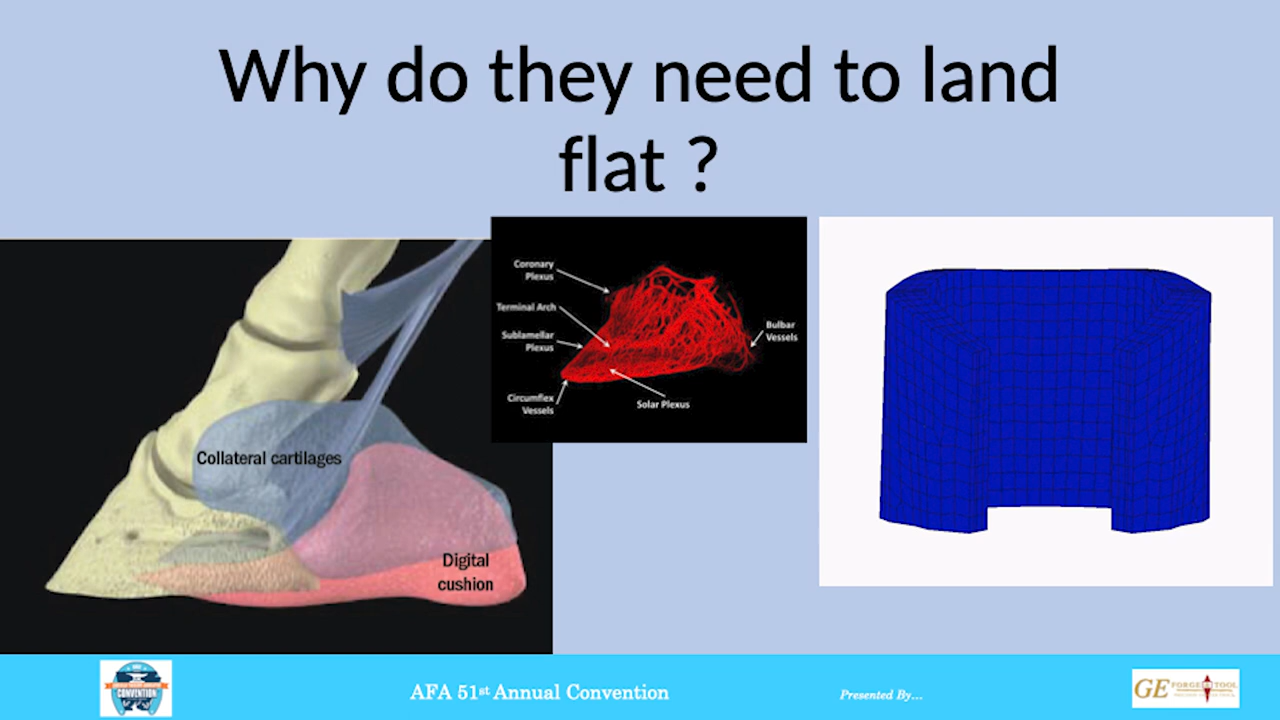 Why do they need to land
flat ?
Collateral cartilages
Digital
cushion
Coronary
Plexus
Terminal Arch
Sublamellar
Plexus
Circumflex
Vessels
Solar Plexus
Bulbar
Vessels
CONVENTION
AFA 51st Annual Convention
Presented By...
GE FORGE & TOOL